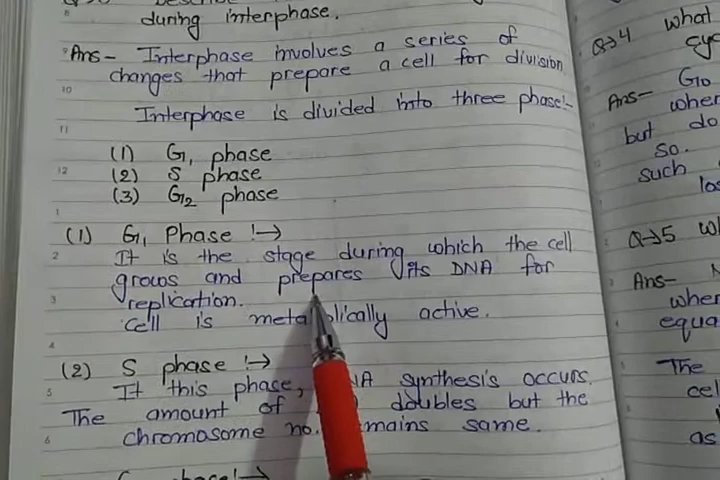 during interphase.
Ans- Interphase involves a series of
changes that prepare a cell for division
Interphase is divided into three phase:-
(1) G1 phase
(2) S phase
(3) G2 phase
(1) G1 Phase :→
It is the stage during which the cell
grows and prepares its DNA for
replication.
Cell is metabolically active.
(2) S phase :→
It this phase, synthesis occurs.
The amount of doubles but the
chromosome no. same.
Q→4 what
Ans- G0
when
but do
so.
such
Q→5
Ans-
when
equa
The
cel
as